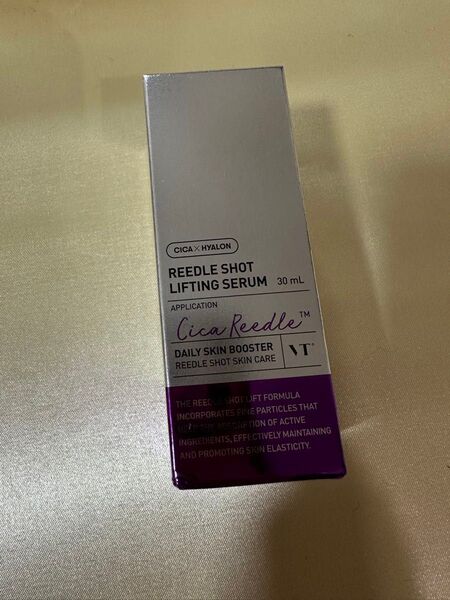 CICA × HYALON
REEDLE SHOT
LIFTING SERUM 30 mL
APPLICATION
Cica Reedle™
DAILY SKIN BOOSTER
REEDLE SHOT SKIN CARE
VT
THE REEDLE SHOT LIFT FORMULA
INCORPORATES FINE PARTICLES THAT
THE ABSORPTION OF ACTIVE
INGREDIENTS, EFFECTIVELY MAINTAINING
AND PROMOTING SKIN ELASTICITY.